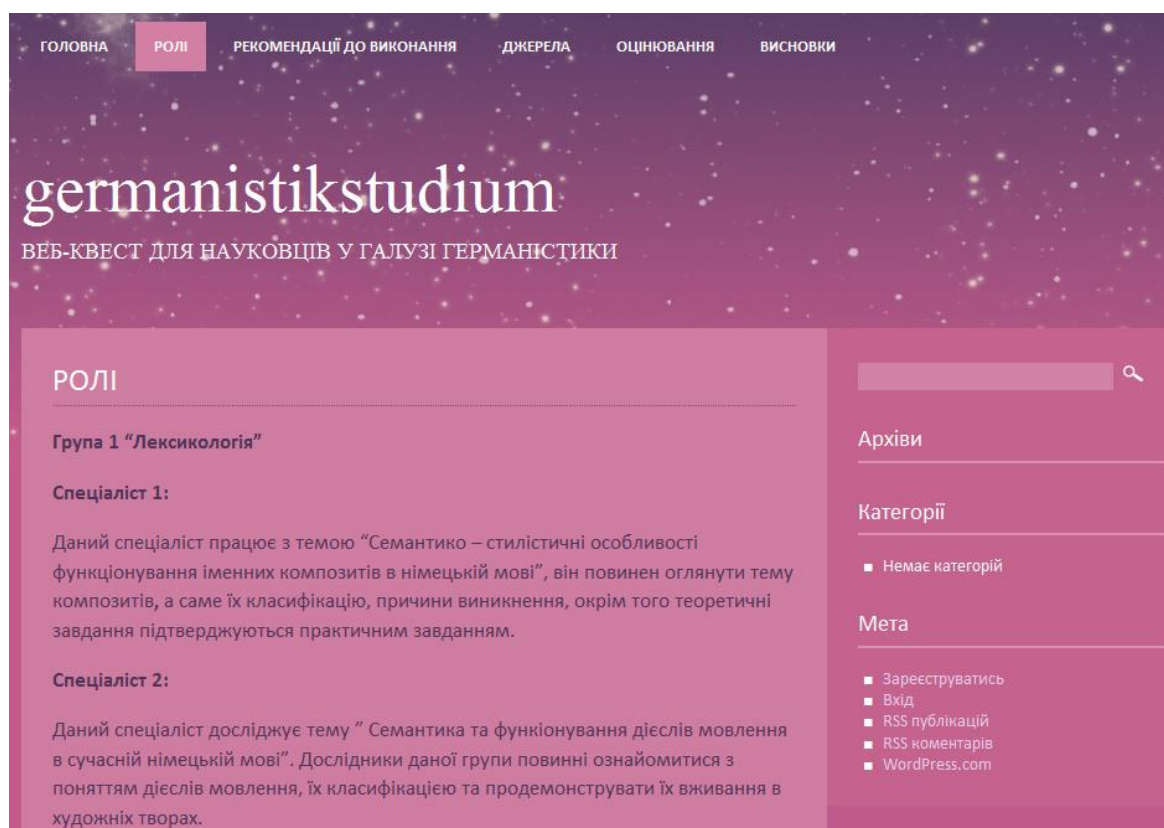 ГОЛОВНА РОЛІ РЕКОМЕНДАЦІЇ ДО ВИКОНАННЯ ДЖЕРЕЛА ОЦІНЮВАННЯ ВИСНОВКИ
germanistikstudium
ВЕБ-КВЕСТ ДЛЯ НАУКОВЦІВ У ГАЛУЗІ ГЕРМАНІСТИКИ
РОЛІ
Група 1 “Лексикологія”
Спеціаліст 1:
Даний спеціаліст працює з темою “Семантико – стилістичні особливості
функціонування іменних композитів в німецькій мові”, він повинен оглянути тему
композитів, а саме їх класифікацію, причини виникнення, окрім того теоретичні
завдання підтверджуються практичним завданням.
Спеціаліст 2:
Даний спеціаліст досліджує тему ” Семантика та функіонування дієслів мовлення
в сучасній німецькій мові”. Дослідники даної групи повинні ознайомитися з
поняттям дієслів мовлення, їх класифікацією та продемонструвати їх вживання в
художніх творах.
Архіви
Категорії
Немає категорій
Мета
Зареєструватись
Вхід
RSS публікацій
RSS коментарів
WordPress.com